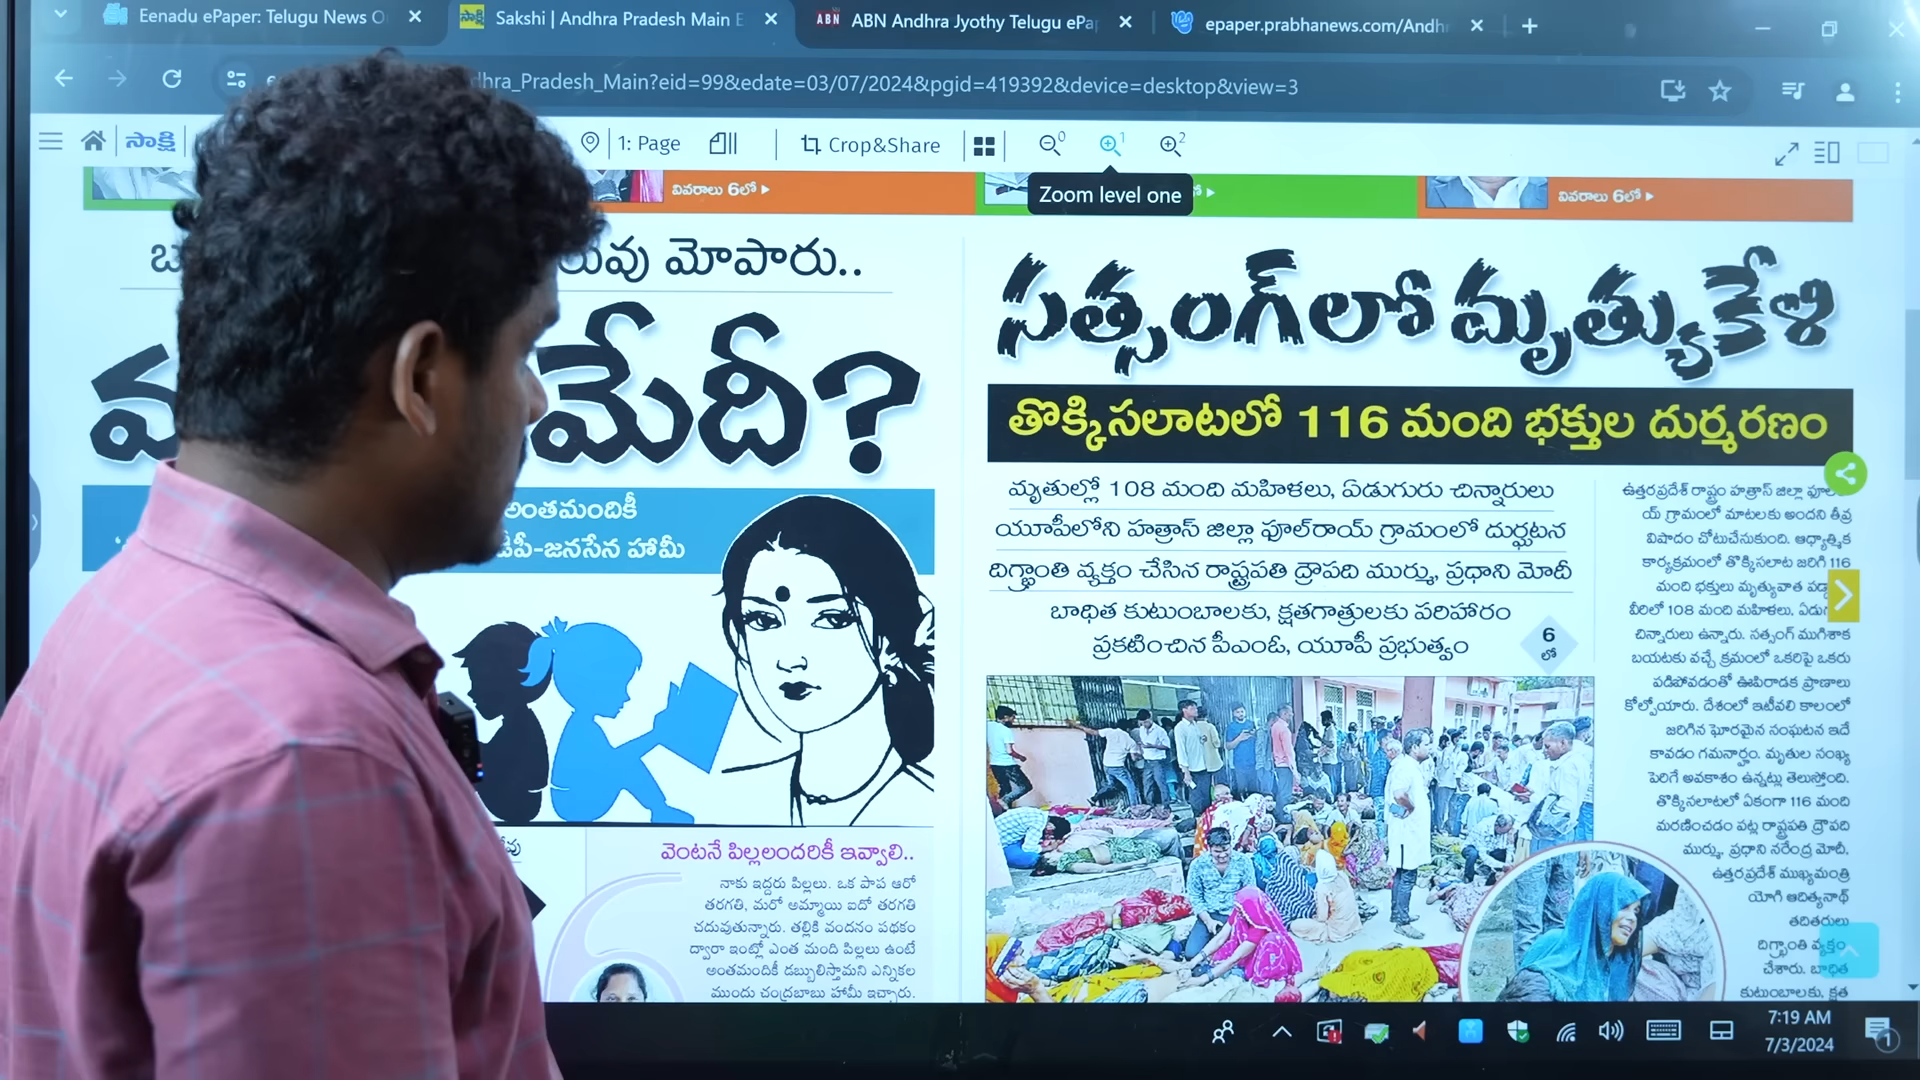 Eenadu ePaper: Telugu News O
Sakshi | Andhra Pradesh Main E
ABN
ABN Andhra Jyothy Telugu ePap
epaper.prabhanews.com/Andhr
dhra_Pradesh_Main?eid=99&edate=03/07/2024&pgid=419392&device=desktop&view=3
సాక్షి
1: Page
Crop&Share
0
1
2
Zoom level one
వివరాలు 6లో
వివరాలు 6లో
మోపారు..
మేదీ?
అంతమందికీ
టీడీపీ-జనసేన హామీ
వెంటనే పిల్లలందరికీ ఇవ్వాలి..
నాకు ఇద్దరు పిల్లలు. ఒక పాప ఆరో
తరగతి, మరో అమ్మాయి ఐదో తరగతి
చదువుతున్నారు. తల్లికి వందనం పథకం
ద్వారా ఇంట్లో ఎంత మంది పిల్లలు ఉంటే
అంతమందికీ డబ్బులిస్తామని ఎన్నికల
ముందు చంద్రబాబు హామీ ఇచ్చారు.
సత్సంగ్‌లో మృత్యుకేళి
తొక్కిసలాటలో 116 మంది భక్తుల దుర్మరణం
మృతుల్లో 108 మంది మహిళలు, ఏడుగురు చిన్నారులు
యూపీలోని హత్రాస్ జిల్లా ఫూల్‌రాయ్ గ్రామంలో దుర్ఘటన
దిగ్భ్రాంతి వ్యక్తం చేసిన రాష్ట్రపతి ద్రౌపది ముర్ము, ప్రధాని మోదీ
బాధిత కుటుంబాలకు, క్షతగాత్రులకు పరిహారం
ప్రకటించిన పీఎంఓ, యూపీ ప్రభుత్వం
6
లో
ఉత్తరప్రదేశ్ రాష్ట్రం హత్రాస్ జిల్లా
య్ గ్రామంలో మాటలకు అందని తీవ్ర
విషాదం చోటుచేసుకుంది. ఆధ్యాత్మిక
కార్యక్రమంలో తొక్కిసలాట జరిగి 116
మంది భక్తులు మృత్యువాత
వీరిలో 108 మంది మహిళలు,
చిన్నారులు ఉన్నారు. సత్సంగ్ ముగిశాక
బయటకు వచ్చే క్రమంలో ఒకరిపై ఒకరు
పడిపోవడంతో ఊపిరాడక ప్రాణాలు
కోల్పోయారు. దేశంలో ఇటీవలి కాలంలో
జరిగిన ఘోరమైన సంఘటన ఇదే
కావడం గమనార్హం. మృతుల సంఖ్య
పెరిగే అవకాశం ఉన్నట్లు తెలుస్తోంది.
తొక్కిసలాటలో ఏకంగా 116 మంది
మరణించడం పట్ల రాష్ట్రపతి ద్రౌపది
ముర్ము, ప్రధాని నరేంద్ర మోదీ,
ఉత్తరప్రదేశ్ ముఖ్యమంత్రి
యోగి ఆదిత్యనాథ్
తదితరులు
దిగ్భ్రాంతి వ్యక్తం
చేశారు. బాధిత
కుటుంబాలకు, క్షత
7:19 AM
7/3/2024
1